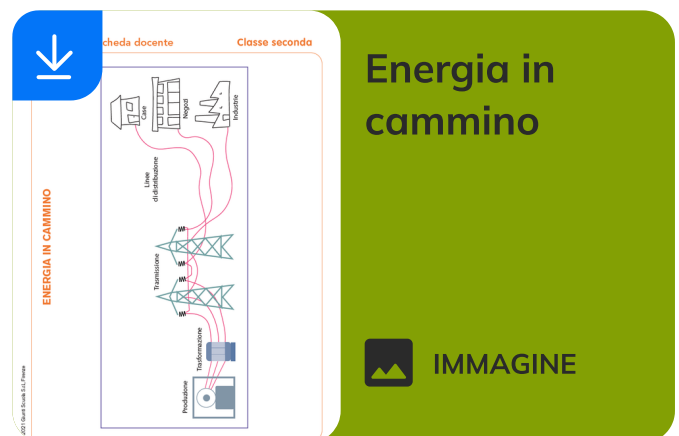 cheda docente
Classe seconda
ENERGIA IN CAMMINO
Case
Negozi
Industrie
Linee
di distribuzione
Trasmissione
Trasformazione
Produzione
2021 Giunti Scuola S.r.l., Firenze
Energia in
cammino
IMMAGINE